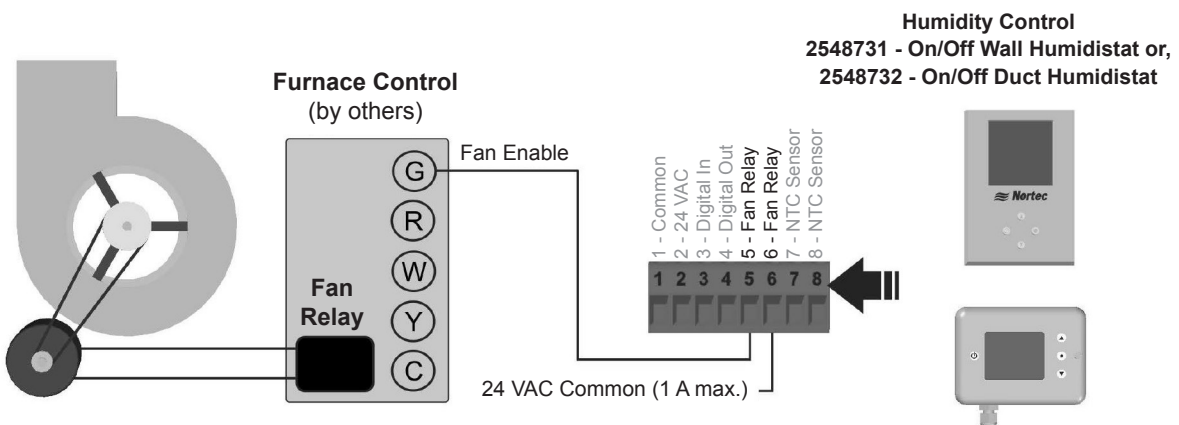 Humidity Control
2548731 - On/Off Wall Humidistat or,
2548732 - On/Off Duct Humidistat
Furnace Control
(by others)
G
R
W
Y
C
Fan
Relay
Fan Enable
1 - Common
2 - 24 VAC
3 - Digital In
4 - Digital Out
5 - Fan Relay
6 - Fan Relay
7 - NTC Sensor
8 - NTC Sensor
1 2 3 4 5 6 7 8
24 VAC Common (1 A max.)
Nortec